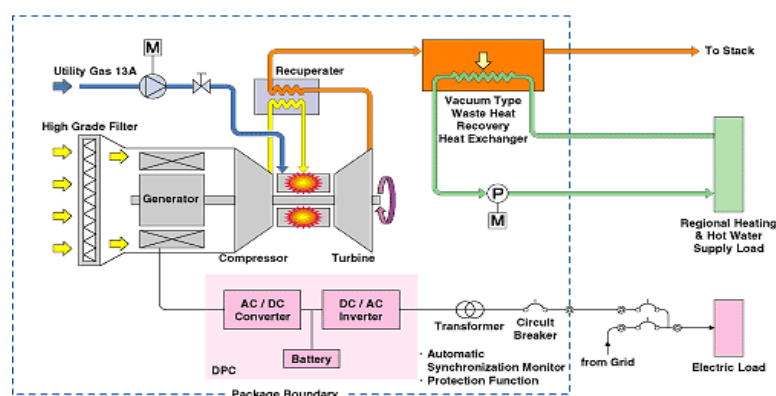 M
Utility Gas 13A
Recuperater
To Stack
Vacuum Type
Waste Heat
Recovery
Heat Exchanger
High Grade Filter
Generator
P
M
Regional Heating
& Hot Water
Supply Load
Compressor
Turbine
AC / DC
Converter
DC / AC
Inverter
Battery
DPC
Transformer
Circuit
Breaker
· Automatic
Synchronization Monitor
· Protection Function
from Grid
Electric Load
Package Boundary